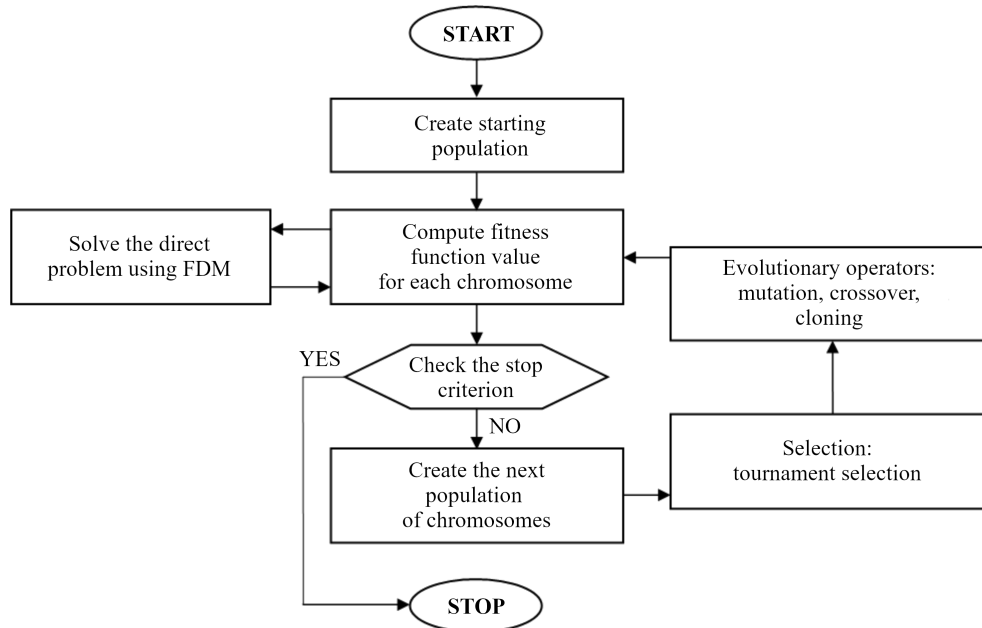 START
Create starting
population
Solve the direct
problem using FDM
Compute fitness
function value
for each chromosome
Evolutionary operators:
mutation, crossover,
cloning
YES
Check the stop
criterion
NO
Create the next
population
of chromosomes
Selection:
tournament selection
STOP